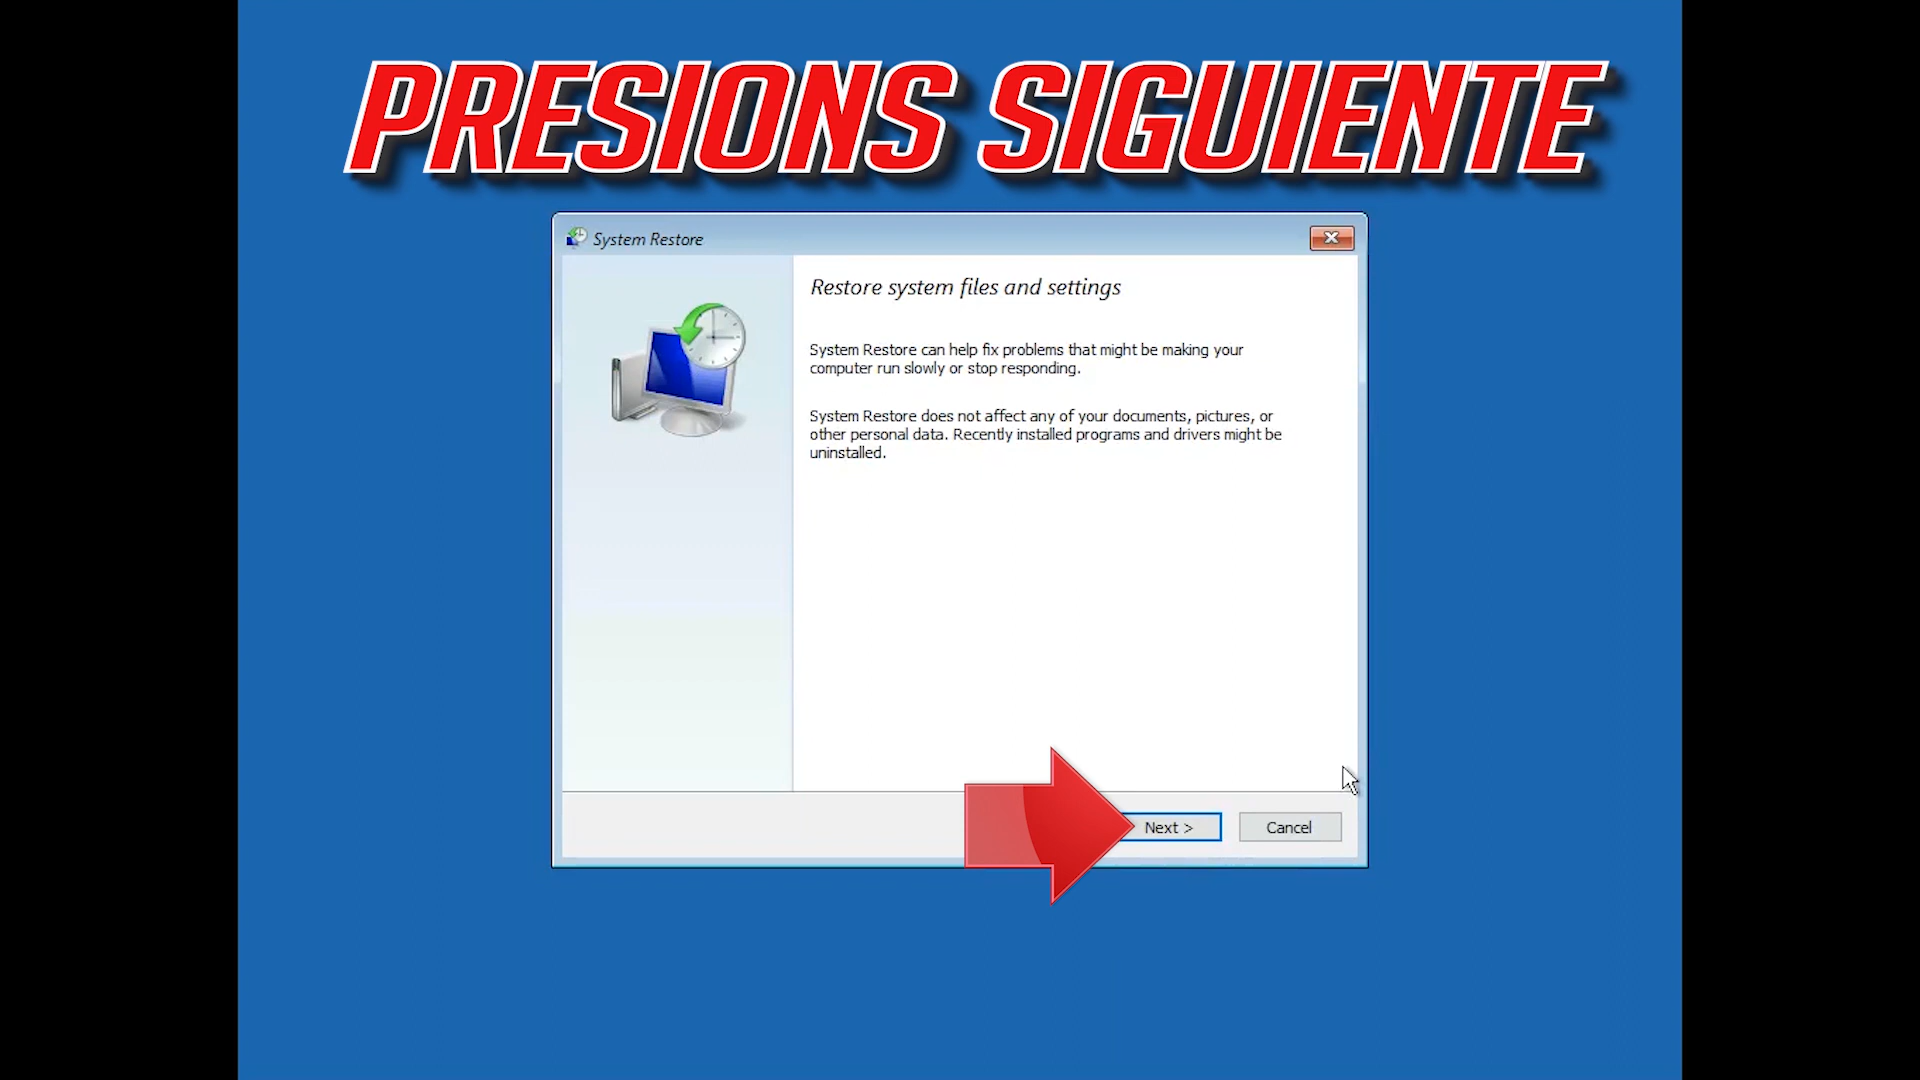 PRESIONS SIGUIENTE
System Restore
Restore system files and settings
System Restore can help fix problems that might be making your
computer run slowly or stop responding.
System Restore does not affect any of your documents, pictures, or
other personal data. Recently installed programs and drivers might be
uninstalled.
Next >
Cancel